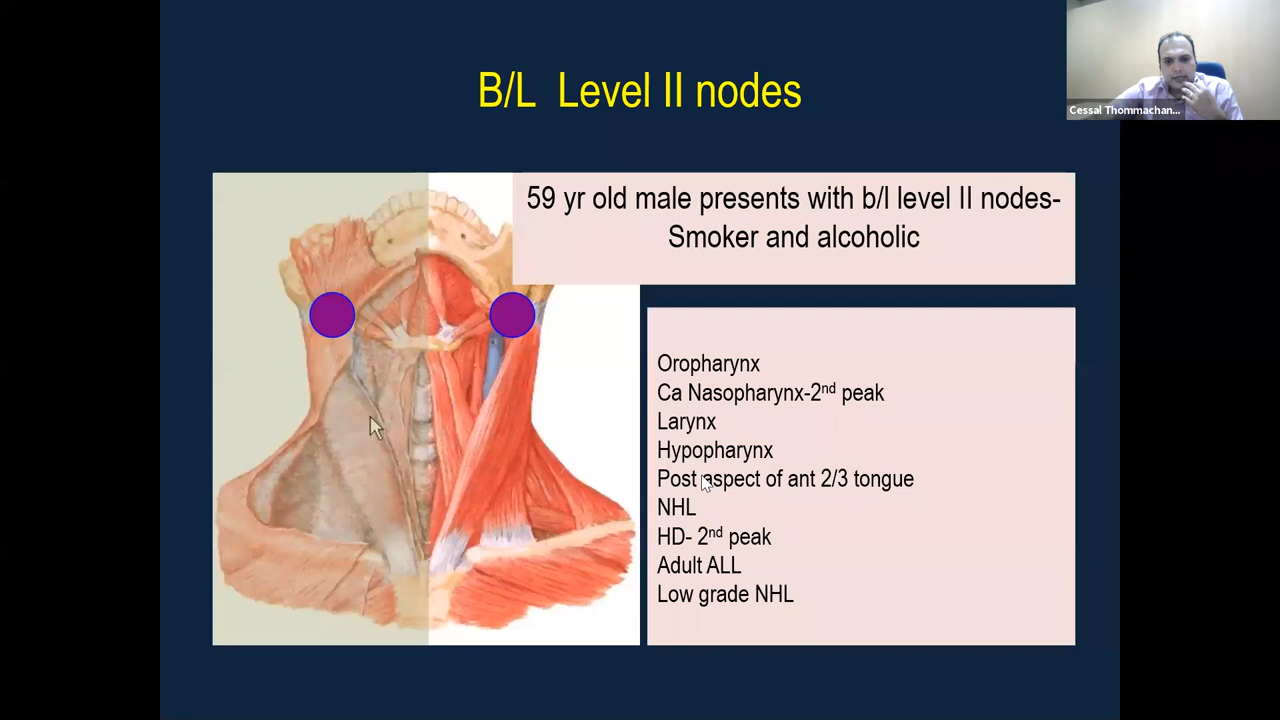 B/L Level II nodes
Cessal Thommachan...
59 yr old male presents with b/l level II nodes-
Smoker and alcoholic
Oropharynx
Ca Nasopharynx-2nd peak
Larynx
Hypopharynx
Post aspect of ant 2/3 tongue
NHL
HD- 2nd peak
Adult ALL
Low grade NHL